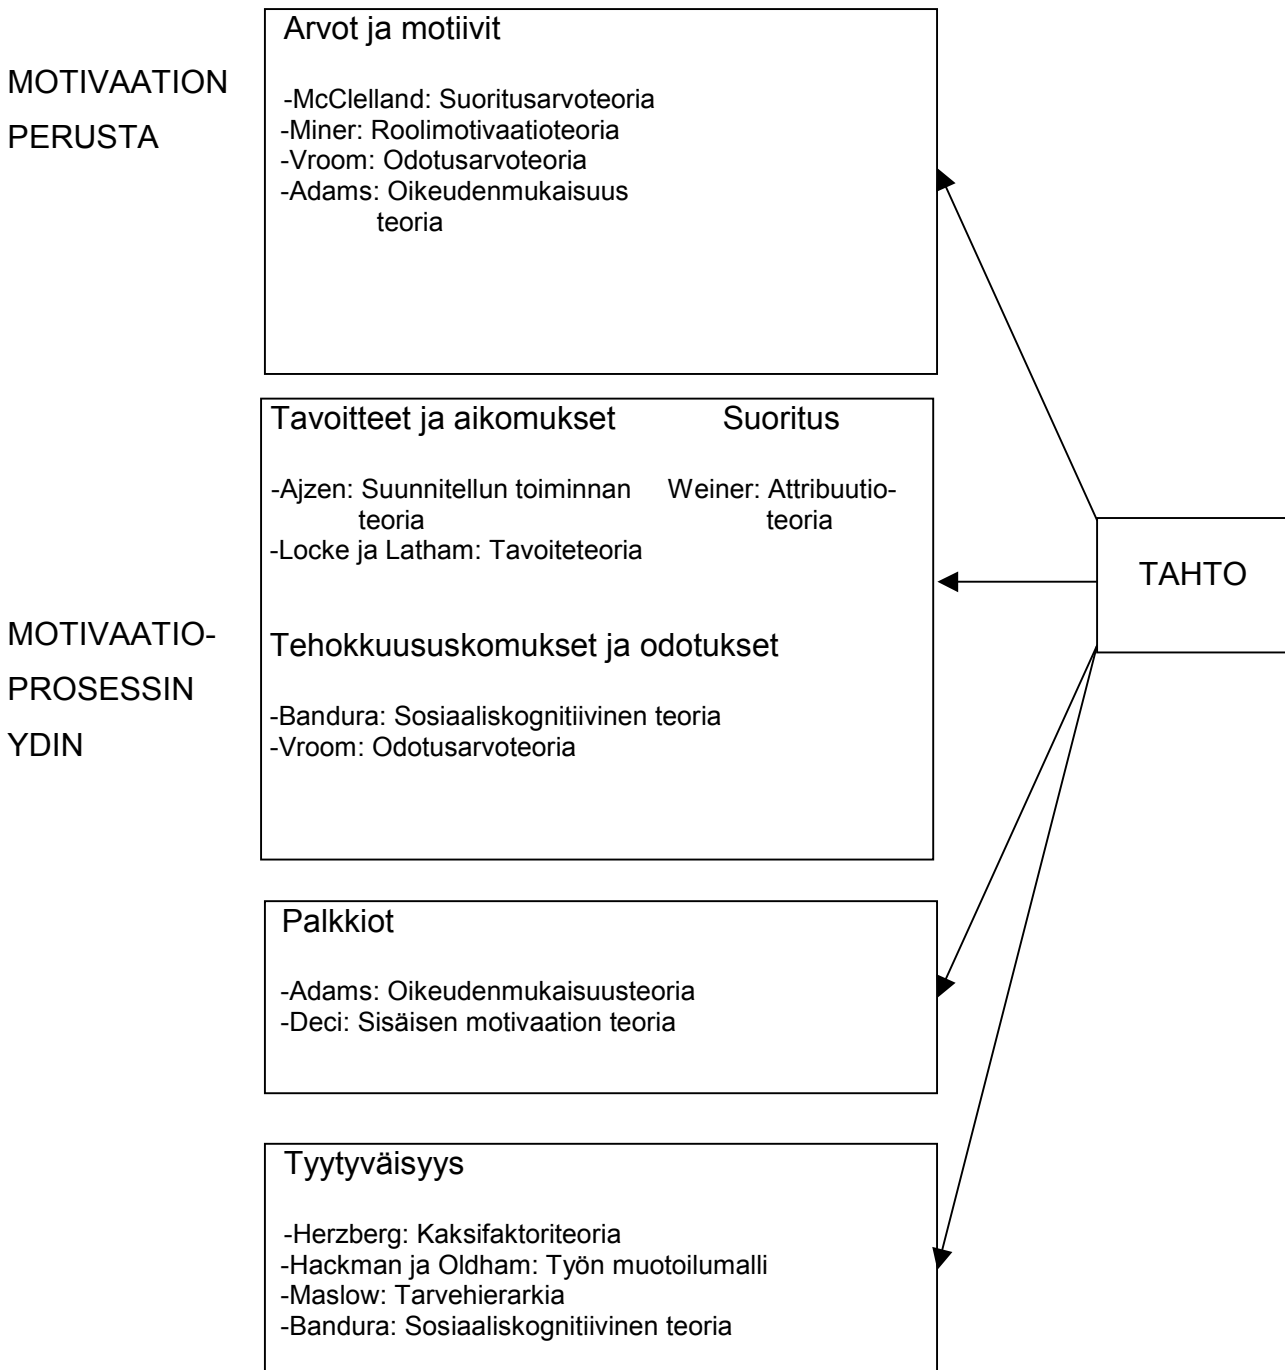 Arvot ja motiivit
MOTIVAATION
PERUSTA
-McClelland: Suoritusarvoteoria
-Miner: Roolimotivaatioteoria
-Vroom: Odotusarvoteoria
-Adams: Oikeudenmukaisuus
teoria
Tavoitteet ja aikomukset
-Ajzen: Suunnitellun toiminnan
teoria
-Locke ja Latham: Tavoiteteoria
Suoritus
Weiner: Attribuutio-
teoria
TAHTO
MOTIVAATIO-
PROSESSIN
YDIN
Tehokkuususkomukset ja odotukset
-Bandura: Sosiaaliskognitiivinen teoria
-Vroom: Odotusarvoteoria
Palkkiot
-Adams: Oikeudenmukaisuusteoria
-Deci: Sisäisen motivaation teoria
Tyytyväisyys
-Herzberg: Kaksifaktoriteoria
-Hackman ja Oldham: Työn muotoilumalli
-Maslow: Tarvehierarkia
-Bandura: Sosiaaliskognitiivinen teoria